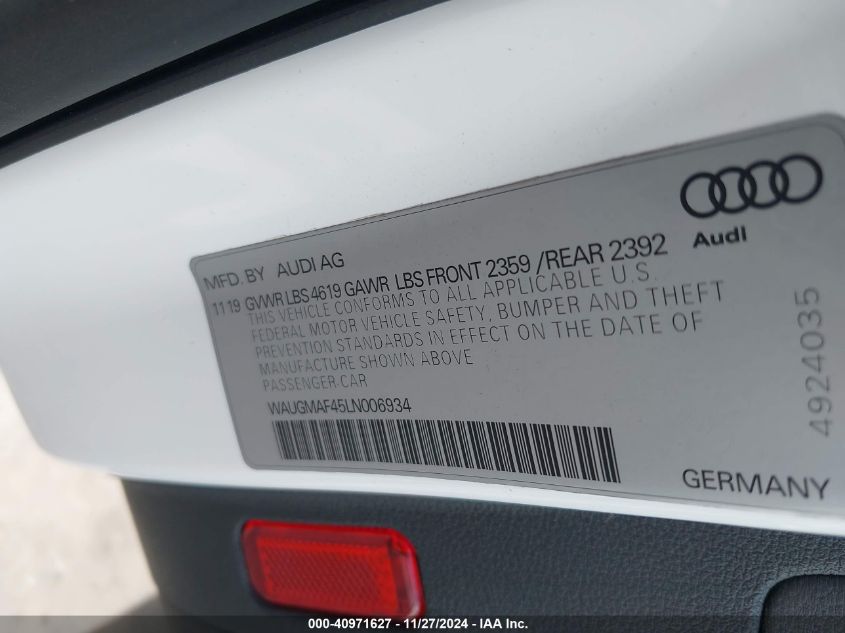 Audi
MFD. BY AUDI AG
11 19 GVWR LBS 4619 GAWR LBS FRONT 2359 /REAR 2392
THIS VEHICLE CONFORMS TO ALL APPLICABLE U.S.
FEDERAL MOTOR VEHICLE SAFETY, BUMPER AND THEFT
PREVENTION STANDARDS IN EFFECT ON THE DATE OF
MANUFACTURE SHOWN ABOVE
PASSENGER CAR
WAUGMAF45LN006934
4924035
GERMANY
000-40971627 - 11/27/2024 - IAA Inc.